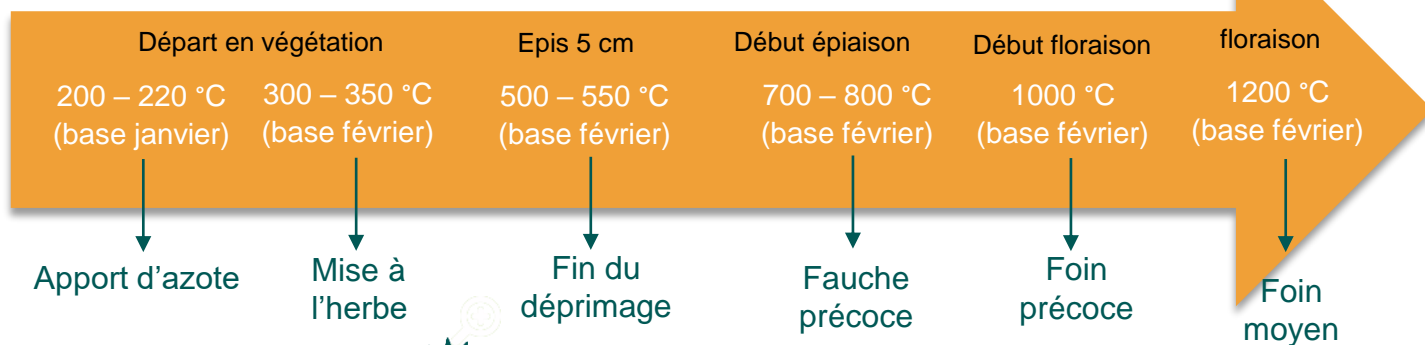 Départ en végétation
Epis 5 cm
Début épiaison
Début floraison
floraison
200 – 220 °C
(base janvier)
300 – 350 °C
(base février)
500 – 550 °C
(base février)
700 – 800 °C
(base février)
1000 °C
(base février)
1200 °C
(base février)
Apport d'azote
Mise à
l'herbe
Fin du
déprimage
Fauche
précoce
Foin
précoce
Foin
moyen